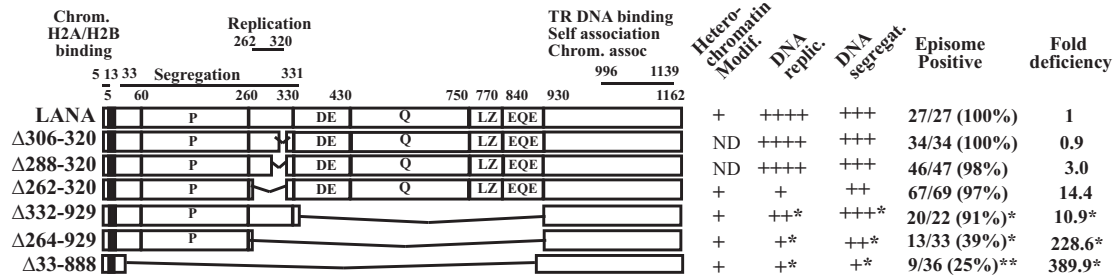 Chrom.
H2A/H2B
binding
Replication
262 320
TR DNA binding
Self association
Chrom. assoc
Hetero-
chromatin
Modif.
DNA
replic.
DNA
segregat.
Episome
Positive
Fold
deficiency
5 13 33 Segregation 331 996 1139
5 60 260 330 430 750 770 840 930 1162
LANA P DE Q LZ EQE + ++++ +++ 27/27 (100%) 1
Δ306-320 P DE Q LZ EQE ND ++++ +++ 34/34 (100%) 0.9
Δ288-320 P DE Q LZ EQE ND ++++ +++ 46/47 (98%) 3.0
Δ262-320 P DE Q LZ EQE + + ++ 67/69 (97%) 14.4
Δ332-929 P + ++* +++* 20/22 (91%)* 10.9*
Δ264-929 P + +* ++* 13/33 (39%)* 228.6*
Δ33-888 + +* +* 9/36 (25%)** 389.9*